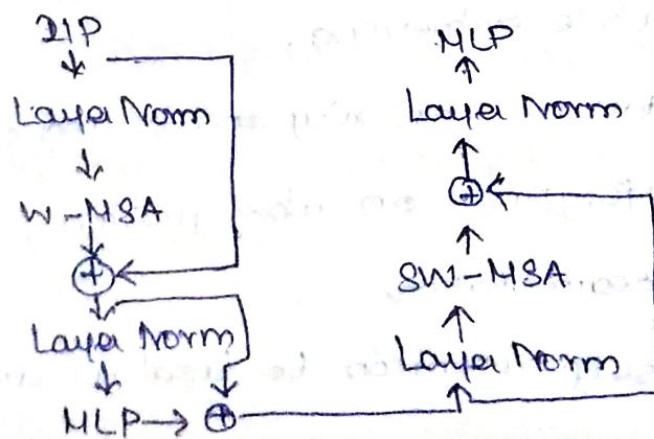 I/P
Layer Norm
W-MSA
Layer Norm
MLP
MLP
Layer Norm
SW-MSA
Layer Norm